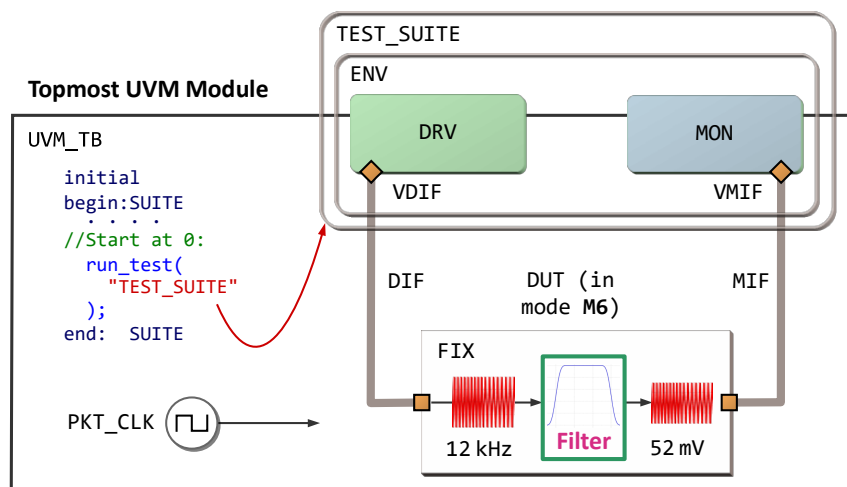 TEST_SUITE
ENV
Topmost UVM Module
DRV
MON
UVM_TB
VDIF
VMIF
initial
begin:SUITE
. . . .
//Start at 0:
run_test(
"TEST_SUITE"
);
end: SUITE
DIF
DUT (in
mode M6)
MIF
FIX
PKT_CLK
Filter
12 kHz
52 mV